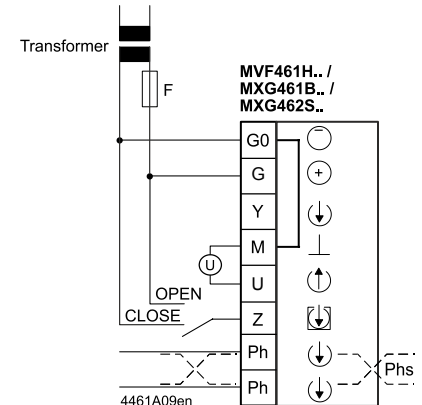 Transformer
F
MVF461H.. /
MXG461B.. /
MXG462S..
G0
G
Y
M
U
U
OPEN
CLOSE
Z
Ph
Phs
Ph
4461A09en